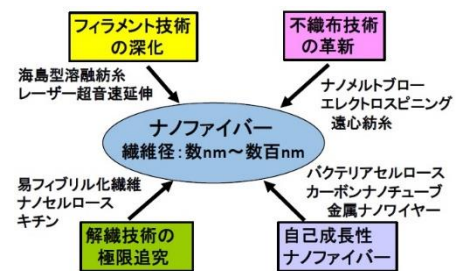 フィラメント技術
の深化
不織布技術
の革新
海島型溶融紡糸
レーザー超音速延伸
ナノメルトブロー
エレクトロスピニング
遠心紡糸
ナノファイバー
繊維径：数nm～数百nm
易フィブリル化繊維
ナノセルロース
キチン
バクテリアセルロース
カーボンナノチューブ
金属ナノワイヤー
解繊技術の
極限追究
自己成長性
ナノファイバー